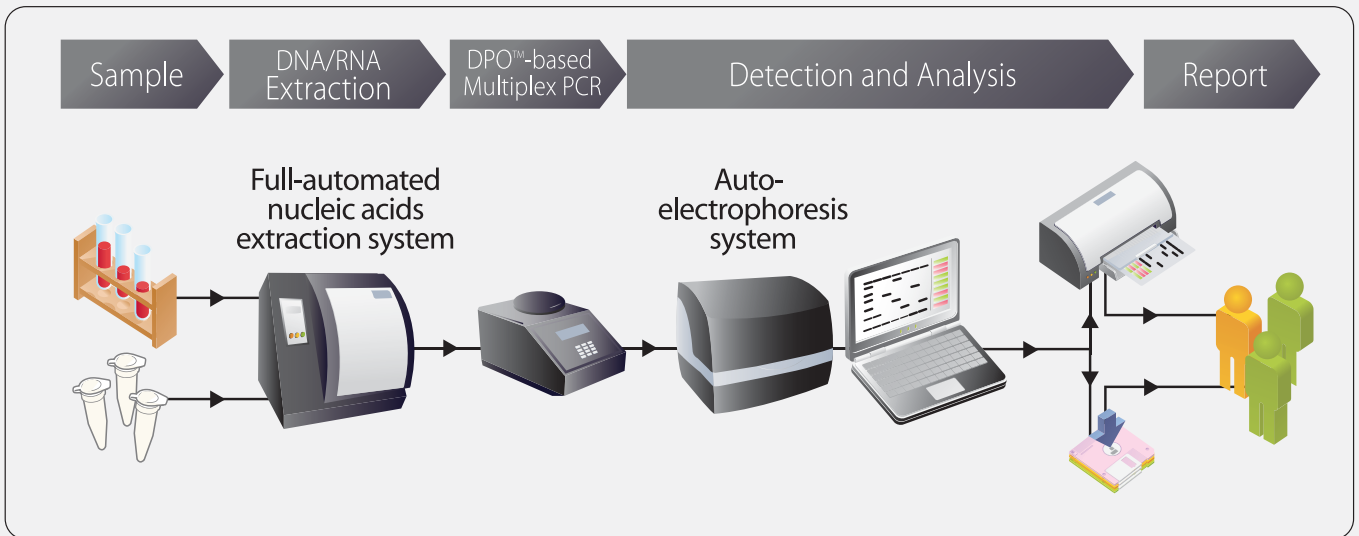 Sample
DNA/RNA
Extraction
DPO™-based
Multiplex PCR
Detection and Analysis
Report
Full-automated
nucleic acids
extraction system
Auto-
electrophoresis
system